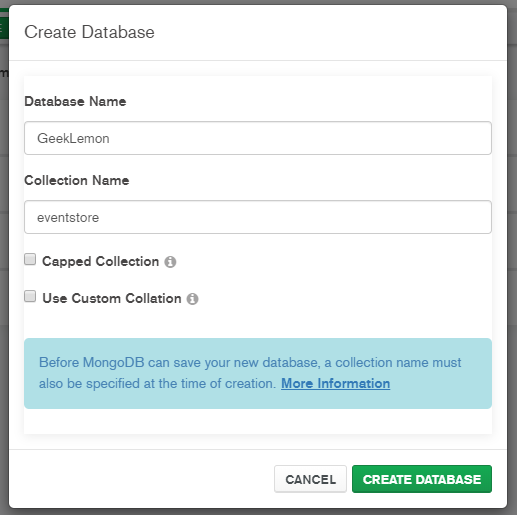 Create Database
Database Name
GeekLemon
Collection Name
eventstore
Capped Collection
Use Custom Collation
Before MongoDB can save your new database, a collection name must
also be specified at the time of creation. More Information
CANCEL
CREATE DATABASE